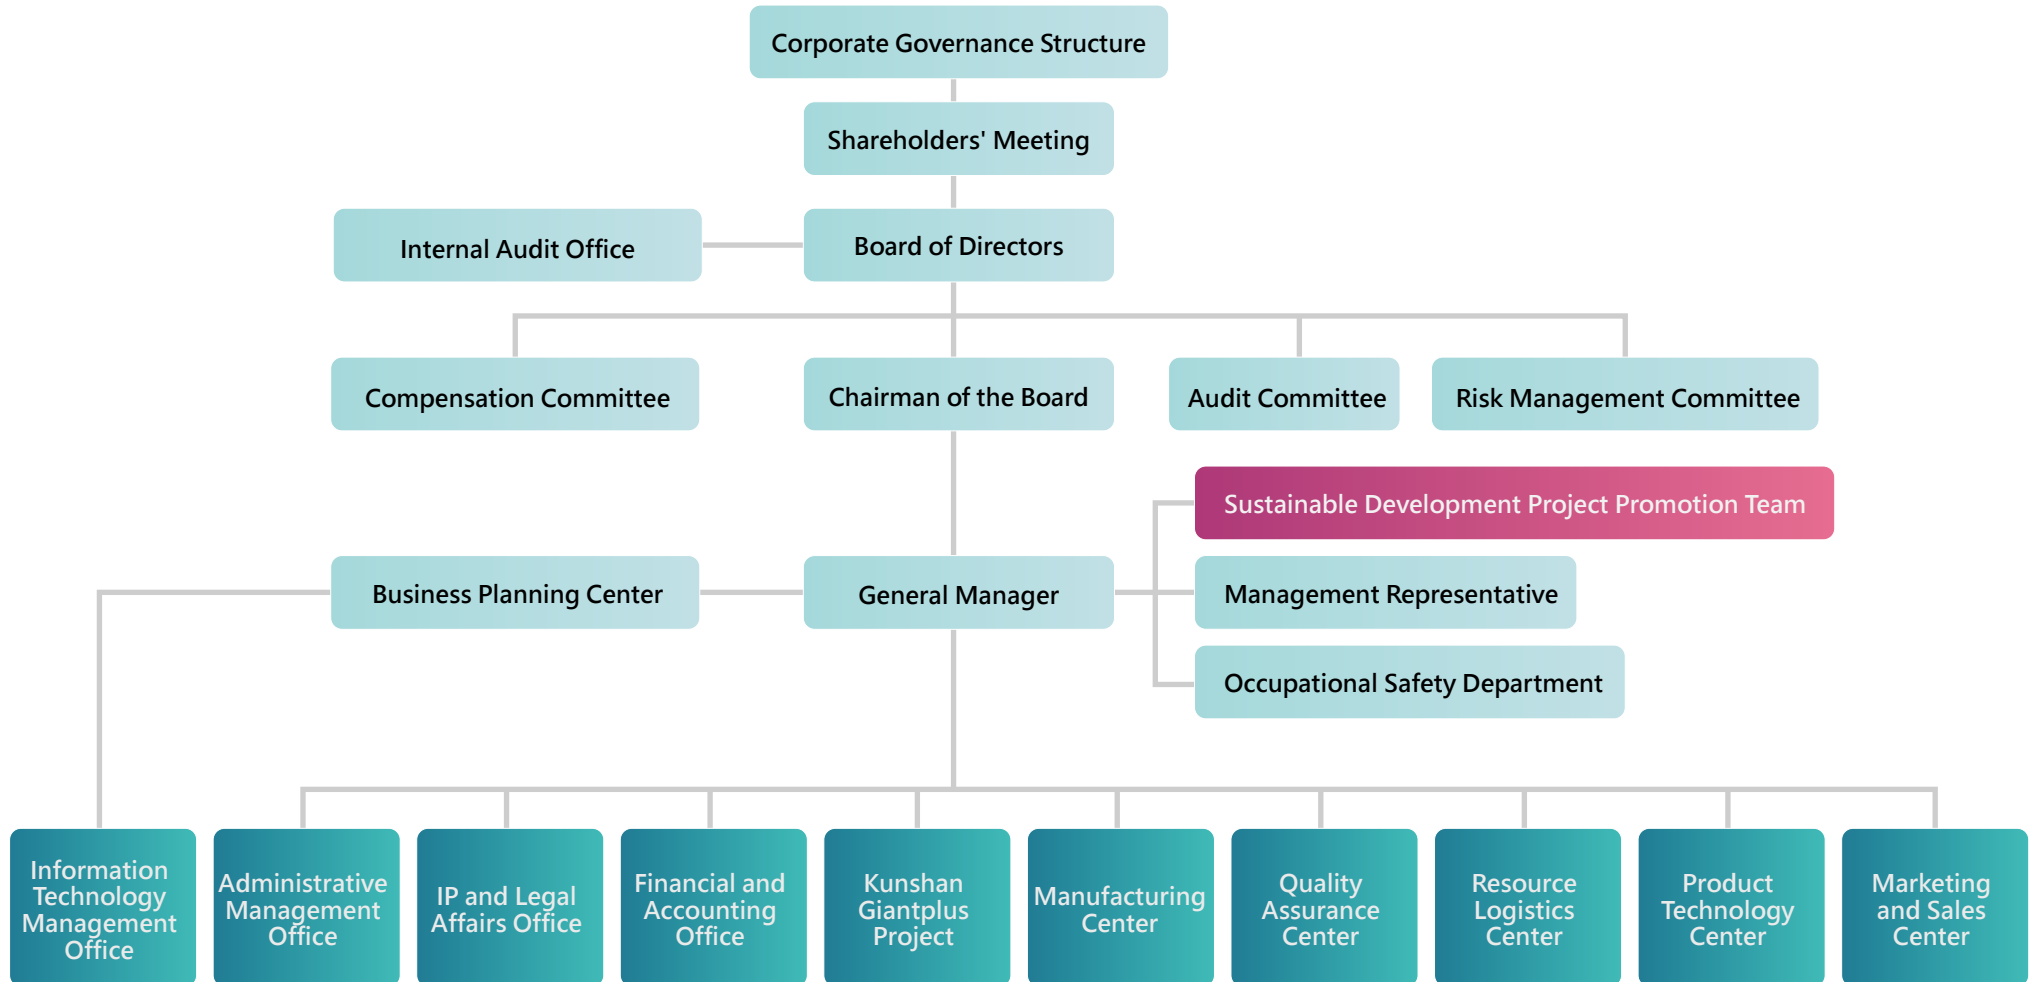 Corporate Governance Structure
Shareholders' Meeting
Internal Audit Office
Board of Directors
Compensation Committee
Chairman of the Board
Audit Committee
Risk Management Committee
Sustainable Development Project Promotion Team
Business Planning Center
General Manager
Management Representative
Occupational Safety Department
Information
Technology
Management
Office
Administrative
Management
Office
IP and Legal
Affairs Office
Financial and
Accounting
Office
Kunshan
Giantplus
Project
Manufacturing
Center
Quality
Assurance
Center
Resource
Logistics
Center
Product
Technology
Center
Marketing
and Sales
Center